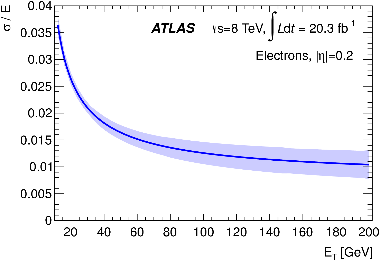 σ / E
0.04
0.035
0.03
0.025
0.02
0.015
0.01
0.005
0
ATLAS √s=8 TeV, ∫ Ldt = 20.3 fb⁻¹
Electrons, |η|=0.2
20 40 60 80 100 120 140 160 180 200
E_T [GeV]